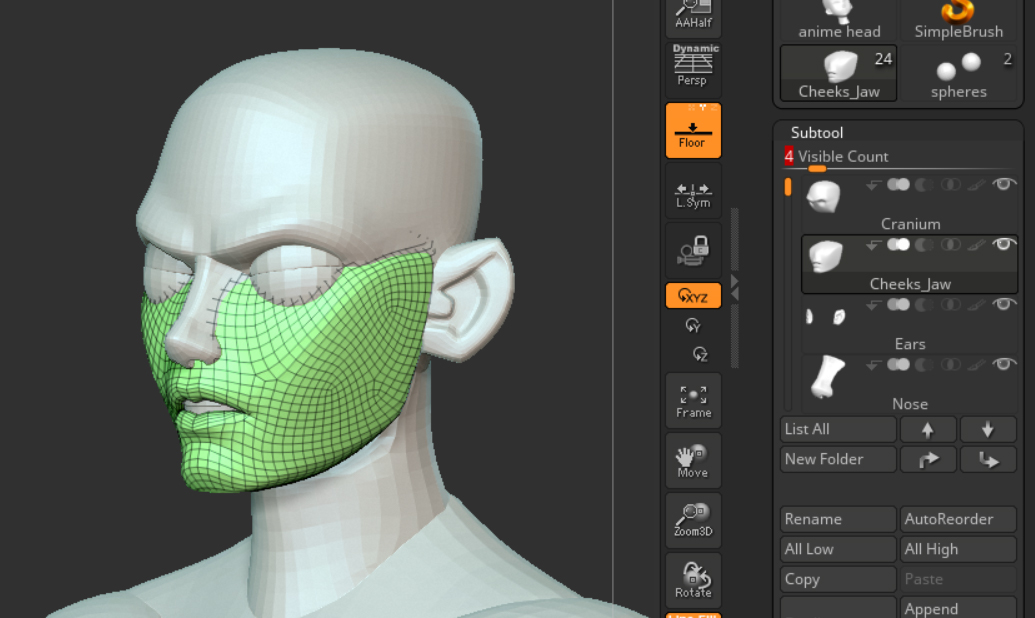 AAHalf
Dynamic
Persp
Floor
L.Sym
XYZ
Y
Z
Frame
Move
Zoom3D
Rotate
Line Fill
anime head
SimpleBrush
24
2
Cheeks_Jaw
spheres
Subtool
4 Visible Count
Cranium
Cheeks_Jaw
Ears
Nose
List All
New Folder
Rename
AutoReorder
All Low
All High
Copy
Paste
Append